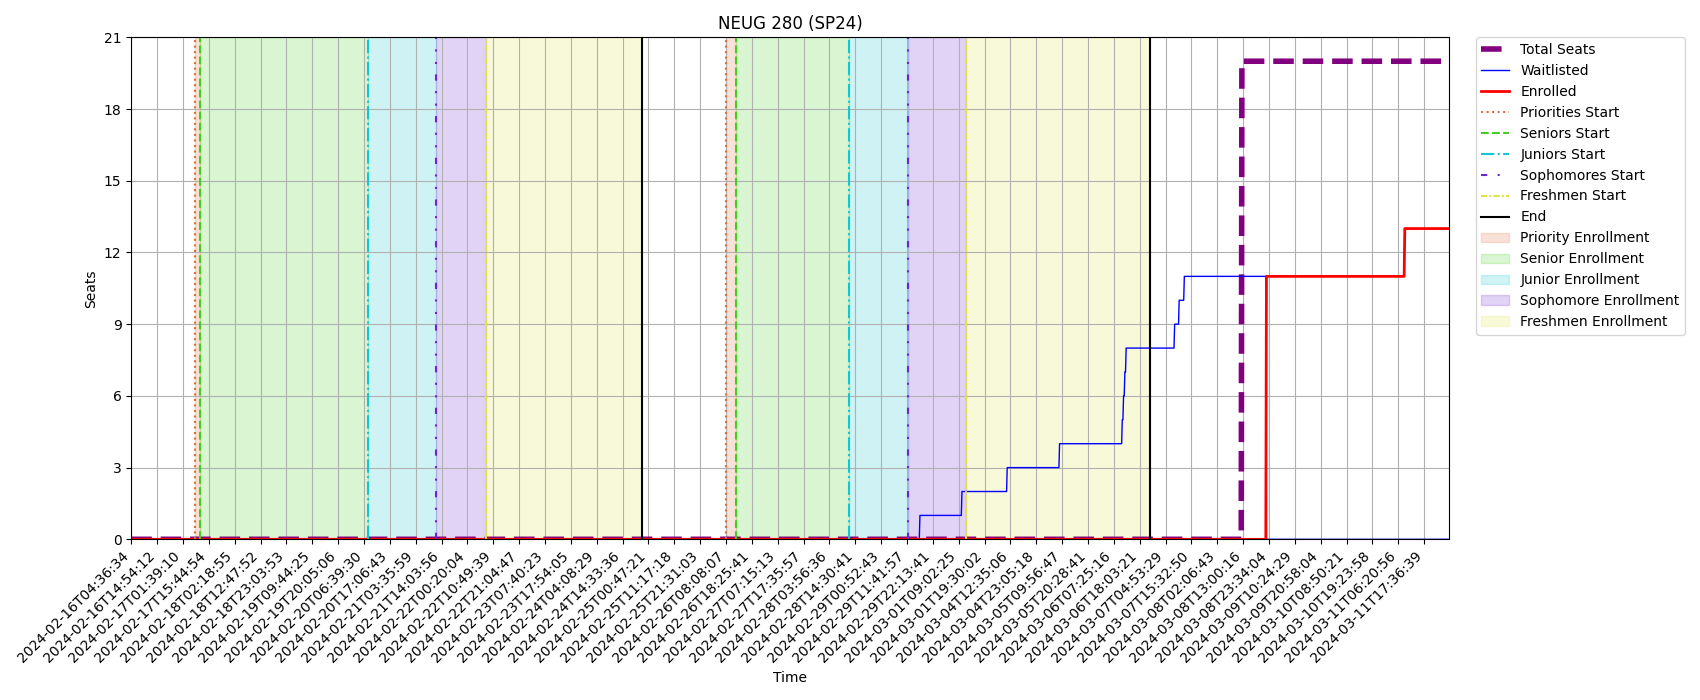 NEUG 280 (SP24)
Seats
21
18
15
12
9
6
3
0
2024-02-16T04:36:34
2024-02-16T14:54:12
2024-02-17T01:39:10
2024-02-17T15:44:54
2024-02-18T02:18:55
2024-02-18T12:47:52
2024-02-18T23:03:53
2024-02-19T09:44:25
2024-02-19T20:05:06
2024-02-20T06:39:30
2024-02-20T17:06:43
2024-02-21T03:35:59
2024-02-21T14:03:56
2024-02-22T00:20:04
2024-02-22T10:49:39
2024-02-22T21:04:47
2024-02-23T07:40:23
2024-02-23T17:54:05
2024-02-24T04:08:29
2024-02-24T14:33:36
2024-02-25T00:47:21
2024-02-25T11:17:18
2024-02-25T21:31:03
2024-02-26T08:08:07
2024-02-26T18:25:41
2024-02-27T07:15:13
2024-02-27T17:35:57
2024-02-28T03:56:36
2024-02-28T14:30:41
2024-02-29T00:52:43
2024-02-29T11:41:57
2024-02-29T22:13:41
2024-03-01T09:02:25
2024-03-01T19:30:02
2024-03-04T12:35:06
2024-03-04T23:05:18
2024-03-05T09:56:47
2024-03-05T20:28:41
2024-03-06T07:25:16
2024-03-06T18:03:21
2024-03-07T04:53:29
2024-03-07T15:32:50
2024-03-08T02:06:43
2024-03-08T13:00:16
2024-03-08T23:34:04
2024-03-09T10:24:29
2024-03-09T20:58:04
2024-03-10T08:50:21
2024-03-10T19:23:58
2024-03-11T06:20:56
2024-03-11T17:36:39
Time
Total Seats
Waitlisted
Enrolled
Priorities Start
Seniors Start
Juniors Start
Sophomores Start
Freshmen Start
End
Priority Enrollment
Senior Enrollment
Junior Enrollment
Sophomore Enrollment
Freshmen Enrollment